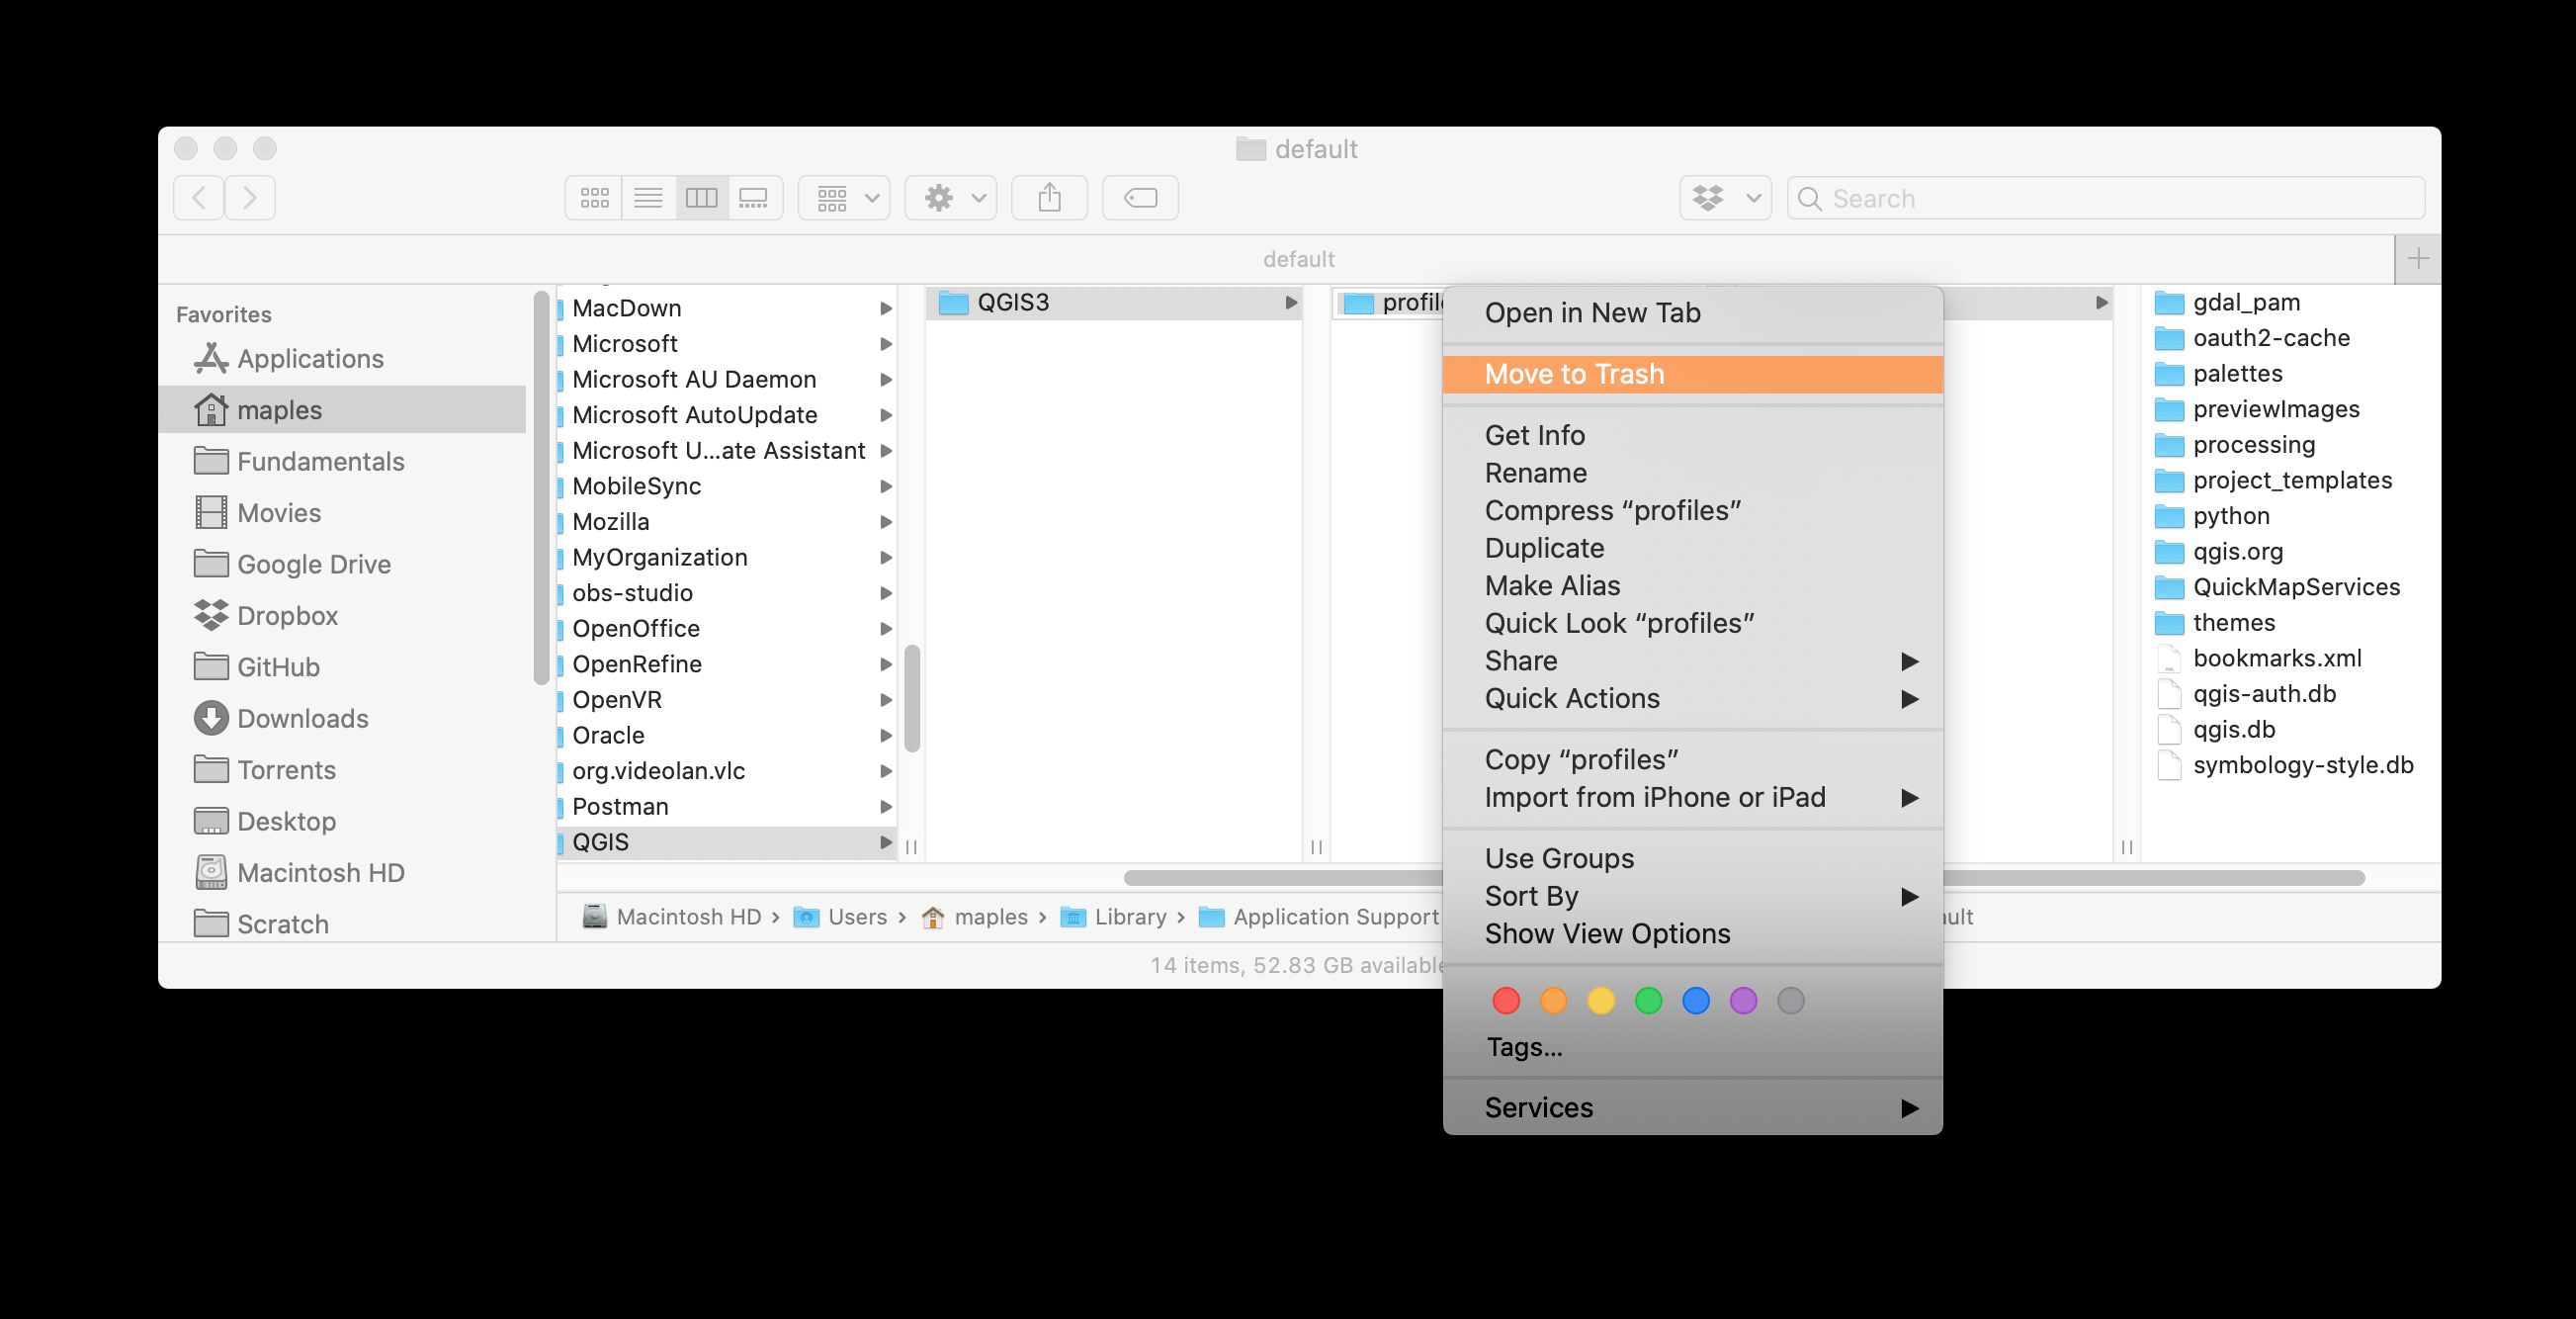 default
Search
default
Favorites
Applications
maples
Fundamentals
Movies
Google Drive
Dropbox
GitHub
Downloads
Torrents
Desktop
Macintosh HD
Scratch
MacDown
Microsoft
Microsoft AU Daemon
Microsoft AutoUpdate
Microsoft U...ate Assistant
MobileSync
Mozilla
MyOrganization
obs-studio
OpenOffice
OpenRefine
OpenVR
Oracle
org.videolan.vlc
Postman
QGIS
QGIS3
Open in New Tab
Move to Trash
Get Info
Rename
Compress “profiles”
Duplicate
Make Alias
Quick Look “profiles”
Share
Quick Actions
Copy “profiles”
Import from iPhone or iPad
Use Groups
Sort By
Show View Options
Tags...
Services
gdal_pam
oauth2-cache
palettes
previewImages
processing
project_templates
python
qgis.org
QuickMapServices
themes
bookmarks.xml
qgis-auth.db
qgis.db
symbology-style.db
Macintosh HD › Users › maples › Library › Application Support
14 items, 52.83 GB available